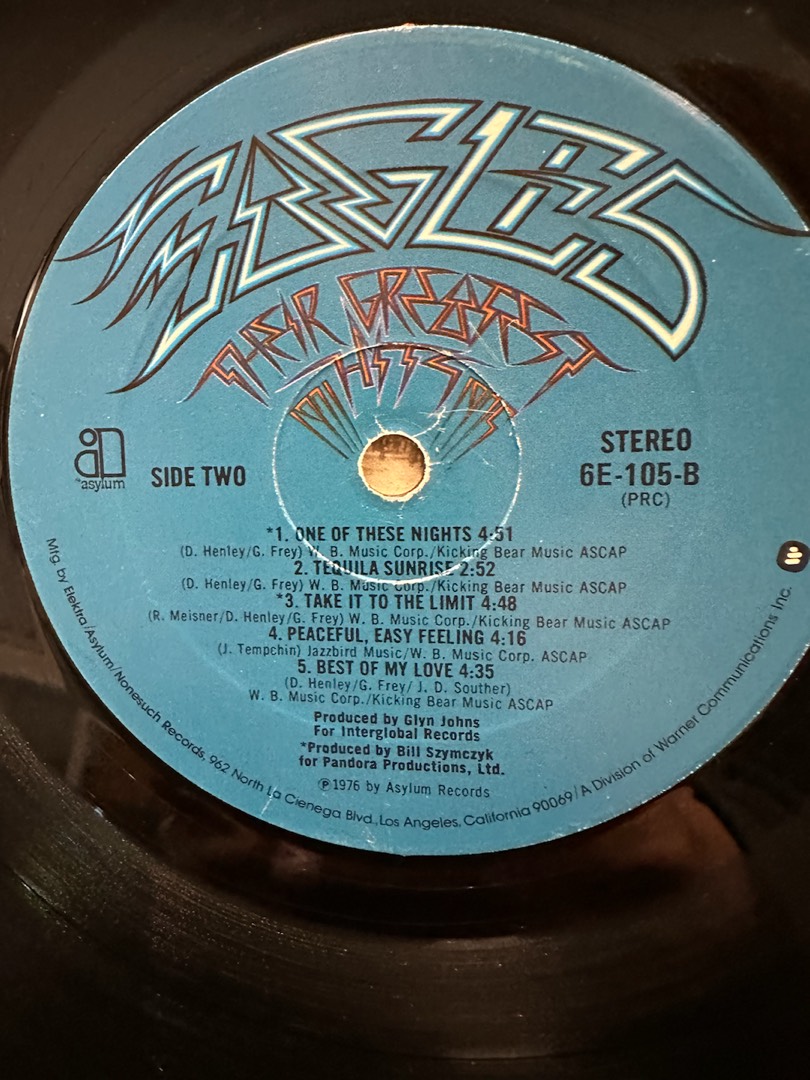 EAGLES
THEIR GREATEST
HITS
asylum
SIDE TWO
STEREO
6E-105-B
(PRC)
*1. ONE OF THESE NIGHTS 4:51
(D. Henley/G. Frey) W. B. Music Corp./Kicking Bear Music ASCAP
2. TEQUILA SUNRISE 2:52
(D. Henley/G. Frey) W. B. Music Corp./Kicking Bear Music ASCAP
*3. TAKE IT TO THE LIMIT 4:48
(R. Meisner/D. Henley/G. Frey) W. B. Music Corp./Kicking Bear Music ASCAP
4. PEACEFUL, EASY FEELING 4:16
(J. Tempchin) Jazzbird Music/W. B. Music Corp. ASCAP
5. BEST OF MY LOVE 4:35
(D. Henley/G. Frey/ J. D. Souther)
W. B. Music Corp./Kicking Bear Music ASCAP
Produced by Glyn Johns
For Interglobal Records
*Produced by Bill Szymczyk
for Pandora Productions, Ltd.
℗1976 by Asylum Records
Mfg. by Elektra/Asylum/Nonesuch Records, 962 North La Cienega Blvd., Los Angeles, California 90069/A Division of Warner Communications Inc.